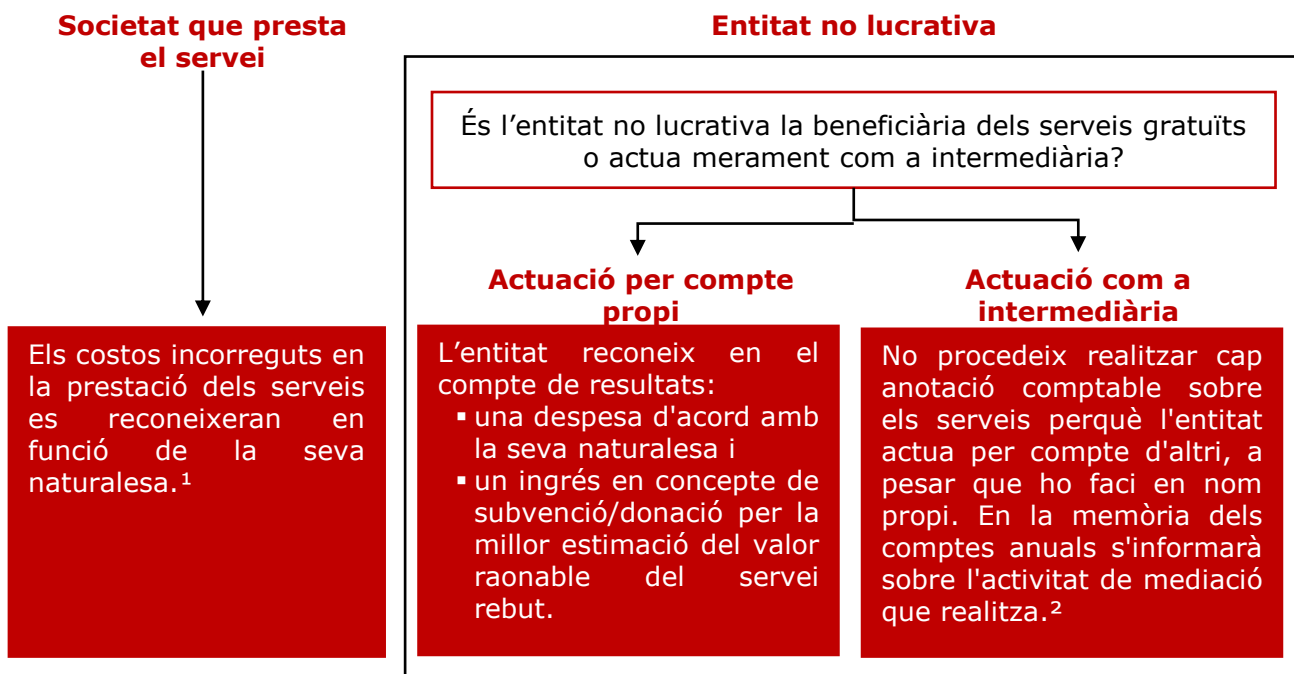 Societat que presta
el servei
Entitat no lucrativa
És l’entitat no lucrativa la beneficiària dels serveis gratuïts
o actua merament com a intermediària?
Actuació per compte
propi
Actuació com a
intermediària
Els costos incorreguts en
la prestació dels serveis
es reconeixeran en
funció de la seva
naturalesa.¹
L’entitat reconeix en el
compte de resultats:
▪ una despesa d'acord amb
la seva naturalesa i
▪ un ingrés en concepte de
subvenció/donació per la
millor estimació del valor
raonable del servei
rebut.
No procedeix realitzar cap
anotació comptable sobre
els serveis perquè l'entitat
actua per compte d'altri, a
pesar que ho faci en nom
propi. En la memòria dels
comptes anuals s'informarà
sobre l'activitat de mediació
que realitza.²